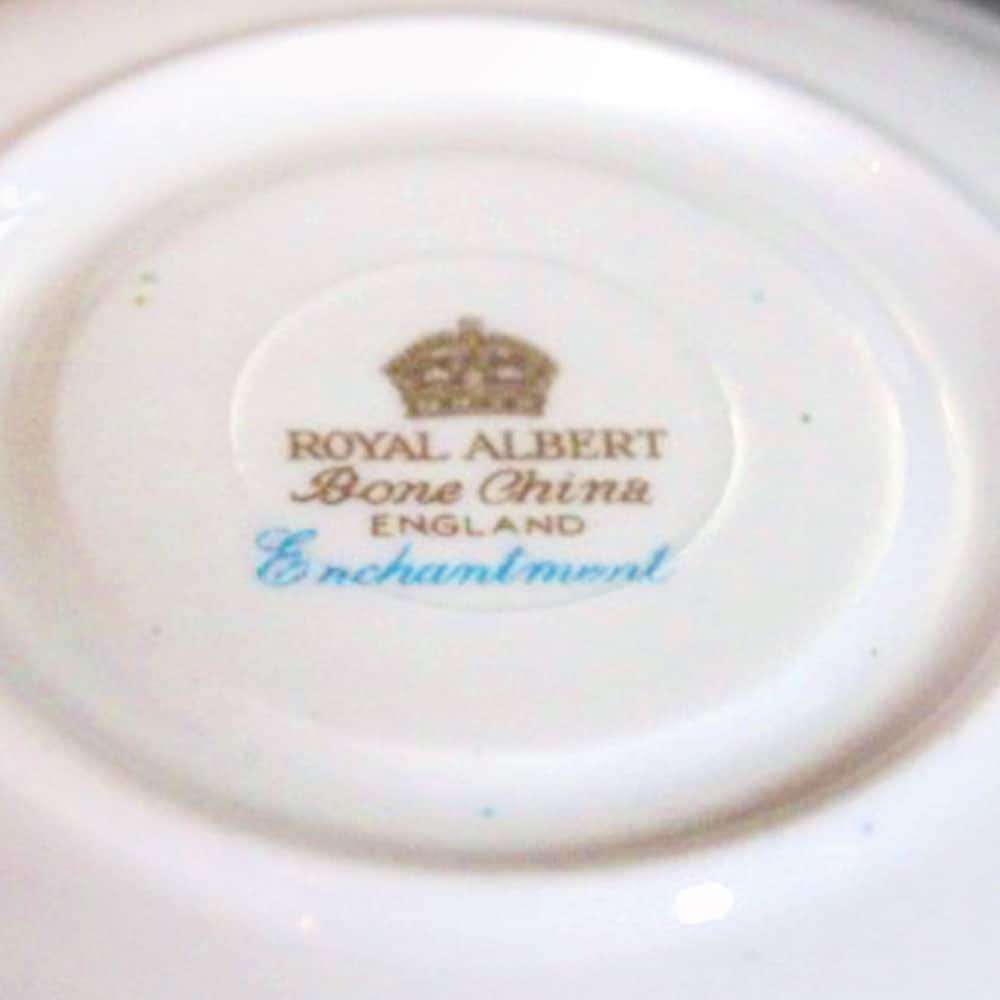 ROYAL ALBERT
Bone China
ENGLAND
Enchantment